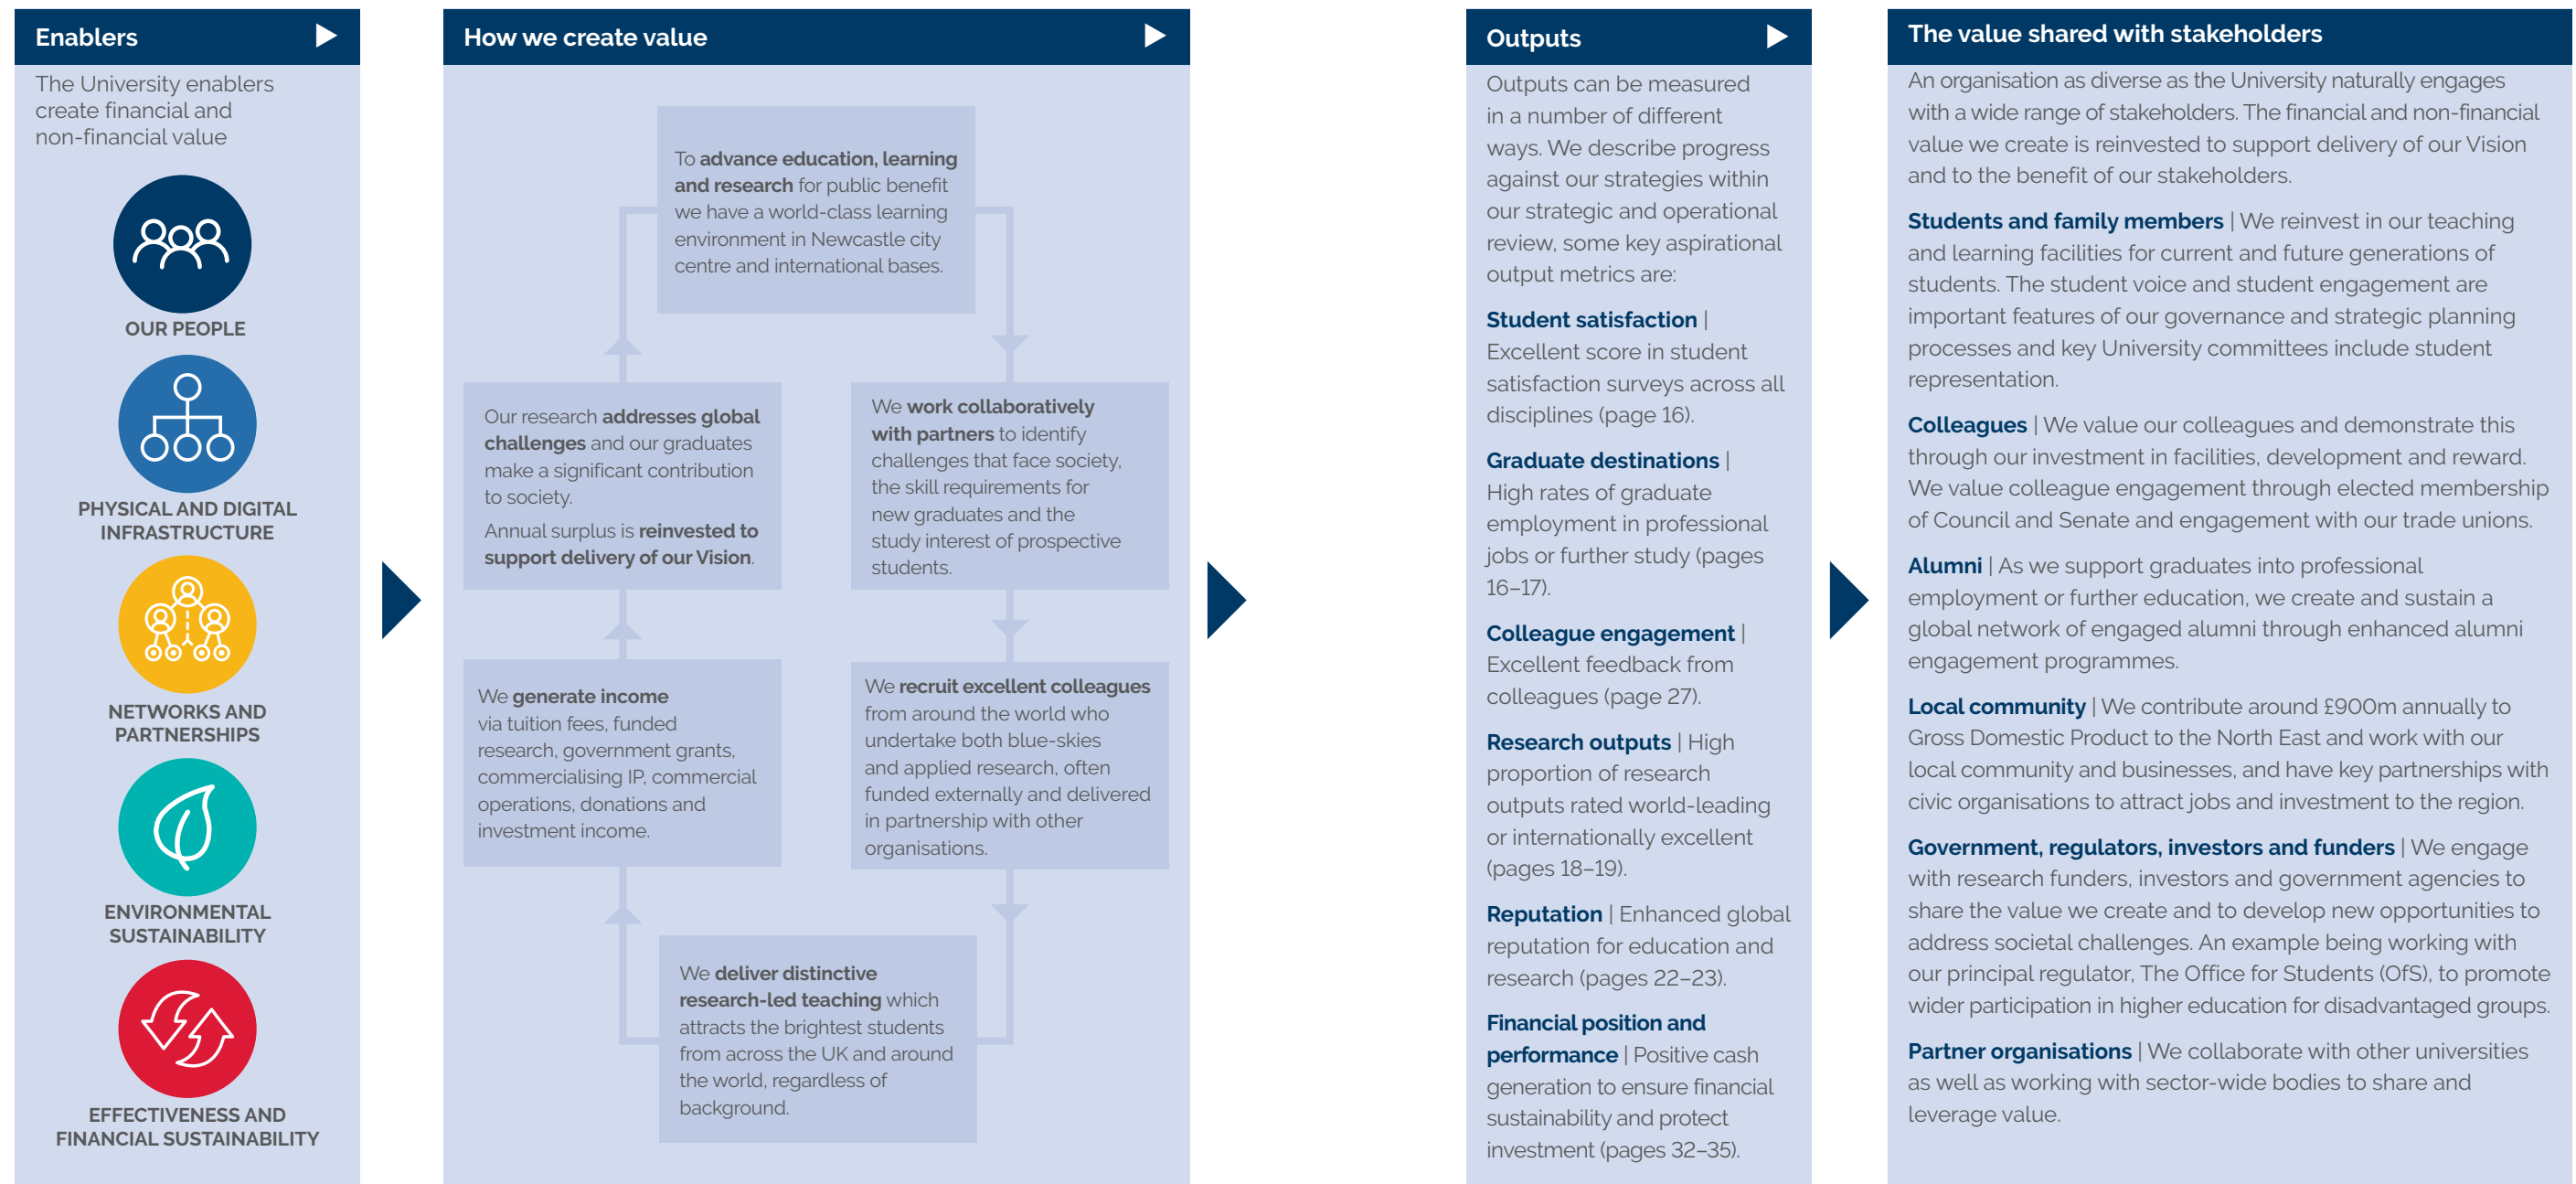 Enablers
The University enablers
create financial and
non-financial value
OUR PEOPLE
PHYSICAL AND DIGITAL
INFRASTRUCTURE
NETWORKS AND
PARTNERSHIPS
ENVIRONMENTAL
SUSTAINABILITY
EFFECTIVENESS AND
FINANCIAL SUSTAINABILITY
How we create value
To advance education, learning
and research for public benefit
we have a world-class learning
environment in Newcastle city
centre and international bases.
We work collaboratively
with partners to identify
challenges that face society,
the skill requirements for
new graduates and the
study interest of prospective
students.
We recruit excellent colleagues
from around the world who
undertake both blue-skies
and applied research, often
funded externally and delivered
in partnership with other
organisations.
We deliver distinctive
research-led teaching which
attracts the brightest students
from across the UK and around
the world, regardless of
background.
We generate income
via tuition fees, funded
research, government grants,
commercialising IP, commercial
operations, donations and
investment income.
Our research addresses global
challenges and our graduates
make a significant contribution
to society.
Annual surplus is reinvested to
support delivery of our Vision.
Outputs
Outputs can be measured
in a number of different
ways. We describe progress
against our strategies within
our strategic and operational
review, some key aspirational
output metrics are:
Student satisfaction |
Excellent score in student
satisfaction surveys across all
disciplines (page 16).
Graduate destinations |
High rates of graduate
employment in professional
jobs or further study (pages
16–17).
Colleague engagement |
Excellent feedback from
colleagues (page 27).
Research outputs | High
proportion of research
outputs rated world-leading
or internationally excellent
(pages 18–19).
Reputation | Enhanced global
reputation for education and
research (pages 22–23).
Financial position and
performance | Positive cash
generation to ensure financial
sustainability and protect
investment (pages 32–35).
The value shared with stakeholders
An organisation as diverse as the University naturally engages
with a wide range of stakeholders. The financial and non-financial
value we create is reinvested to support delivery of our Vision
and to the benefit of our stakeholders.
Students and family members | We reinvest in our teaching
and learning facilities for current and future generations of
students. The student voice and student engagement are
important features of our governance and strategic planning
processes and key University committees include student
representation.
Colleagues | We value our colleagues and demonstrate this
through our investment in facilities, development and reward.
We value colleague engagement through elected membership
of Council and Senate and engagement with our trade unions.
Alumni | As we support graduates into professional
employment or further education, we create and sustain a
global network of engaged alumni through enhanced alumni
engagement programmes.
Local community | We contribute around £900m annually to
Gross Domestic Product to the North East and work with our
local community and businesses, and have key partnerships with
civic organisations to attract jobs and investment to the region.
Government, regulators, investors and funders | We engage
with research funders, investors and government agencies to
share the value we create and to develop new opportunities to
address societal challenges. An example being working with
our principal regulator, The Office for Students (OfS), to promote
wider participation in higher education for disadvantaged groups.
Partner organisations | We collaborate with other universities
as well as working with sector-wide bodies to share and
leverage value.